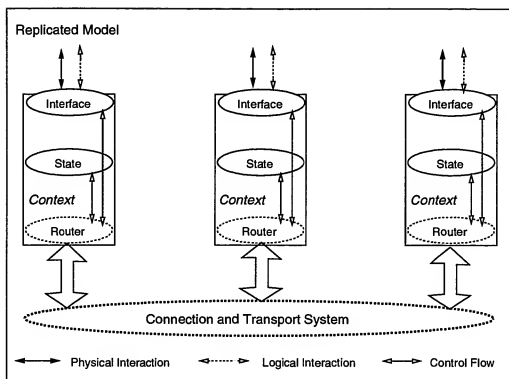 Replicated Model
Interface Interface Interface
State State State
Context Context Context
Router Router Router
Connection and Transport System
Physical Interaction Logical Interaction Control Flow